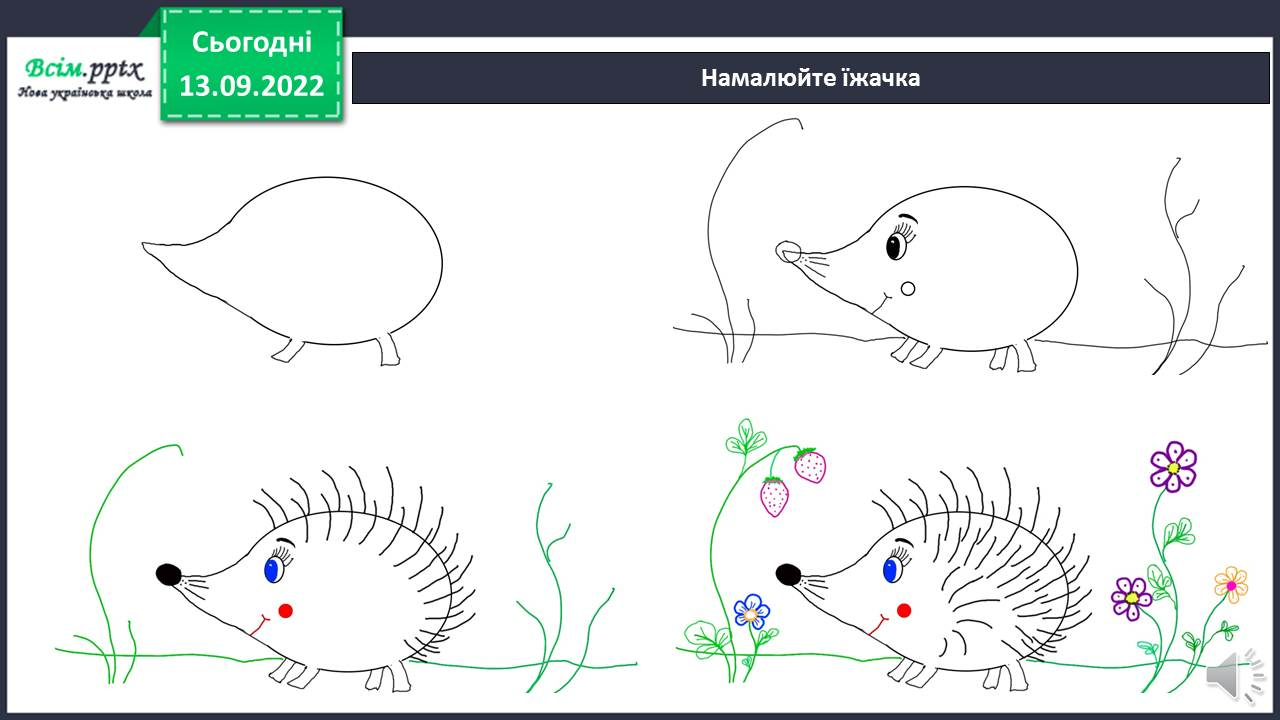 Всім.pptx
Нова українська школа
Сьогодні
13.09.2022
Намалюйте їжачка